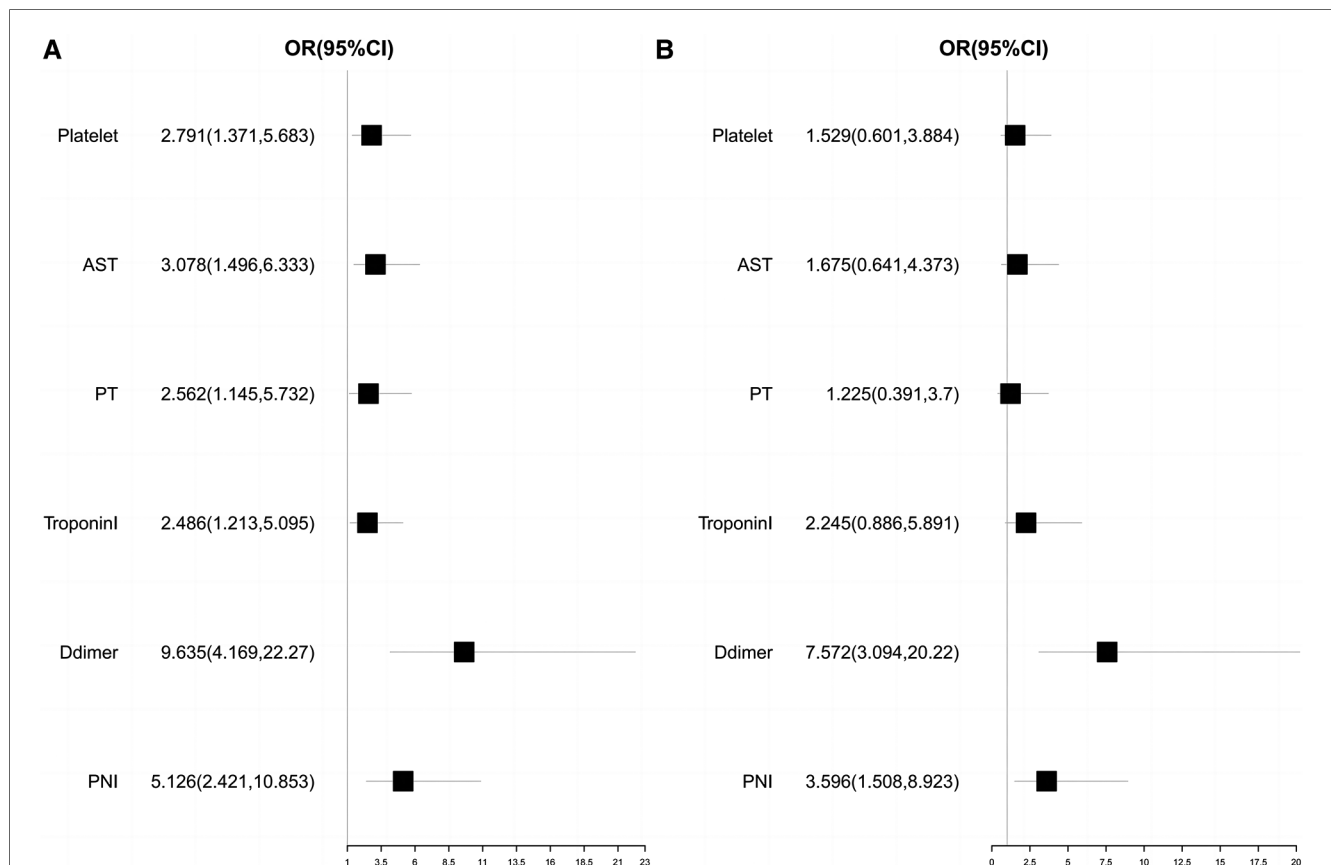 A
OR(95%CI)
Platelet 2.791(1.371,5.683)
AST 3.078(1.496,6.333)
PT 2.562(1.145,5.732)
TroponinI 2.486(1.213,5.095)
Ddimer 9.635(4.169,22.27)
PNI 5.126(2.421,10.853)
1 3.5 6 8.5 11 13.5 16 18.5 21 23
B
OR(95%CI)
Platelet 1.529(0.601,3.884)
AST 1.675(0.641,4.373)
PT 1.225(0.391,3.7)
TroponinI 2.245(0.886,5.891)
Ddimer 7.572(3.094,20.22)
PNI 3.596(1.508,8.923)
0 2.5 5 7.5 10 12.5 15 17.5 20